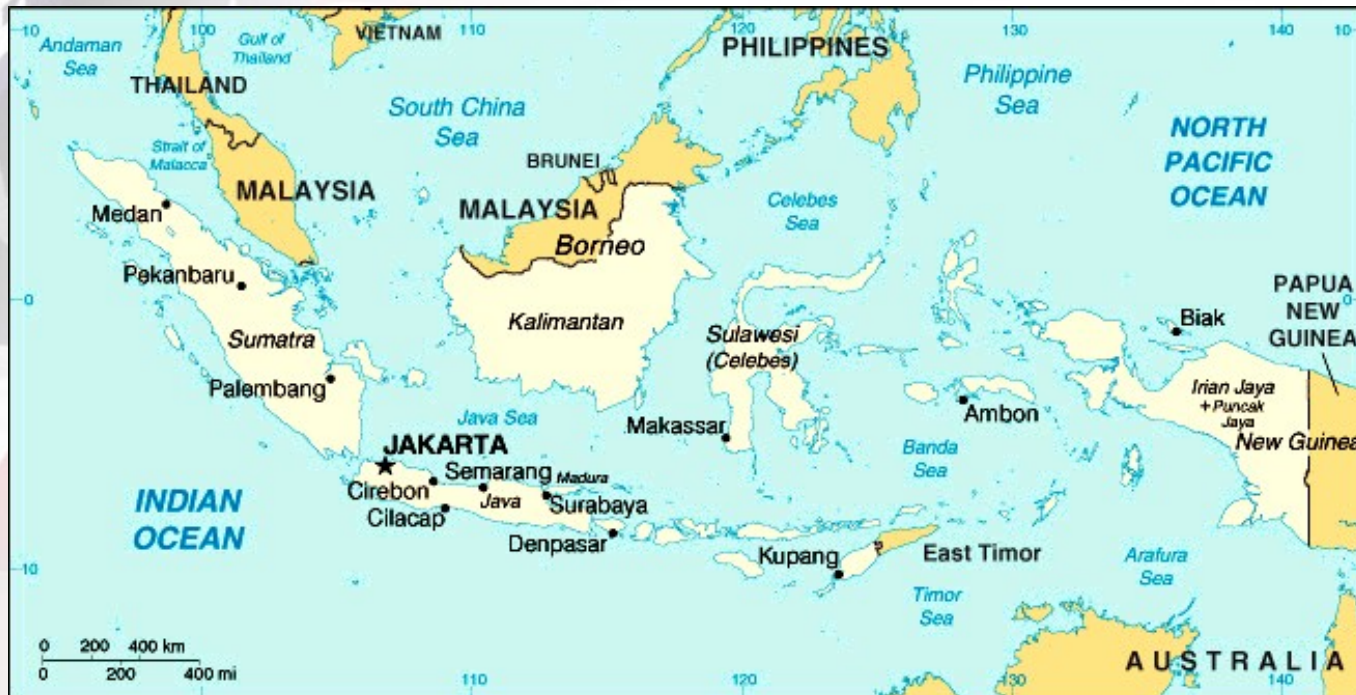 10
110
120
130
140
10
Andaman
Sea
Gulf of
Thailand
VIETNAM
PHILIPPINES
THAILAND
South China
Sea
Philippine
Sea
Strait of
Malacca
NORTH
PACIFIC
OCEAN
BRUNEI
MALAYSIA
MALAYSIA
Celebes
Sea
Medan
Borneo
Pekanbaru
0
0
PAPUA
NEW
GUINEA
Biak
Kalimantan
Sumatra
Sulawesi
(Celebes)
Palembang
Irian Jaya
+ Puncak
Jaya
Ambon
Java Sea
Makassar
New Guinea
JAKARTA
Banda
Sea
Semarang
Madura
Cirebon
Java
Surabaya
INDIAN
OCEAN
Cilacap
Denpasar
Kupang
East Timor
Arafura
Sea
10
Timor
Sea
0 200 400 km
0 200 400 mi
AUSTRALIA
100
110
120
130
140